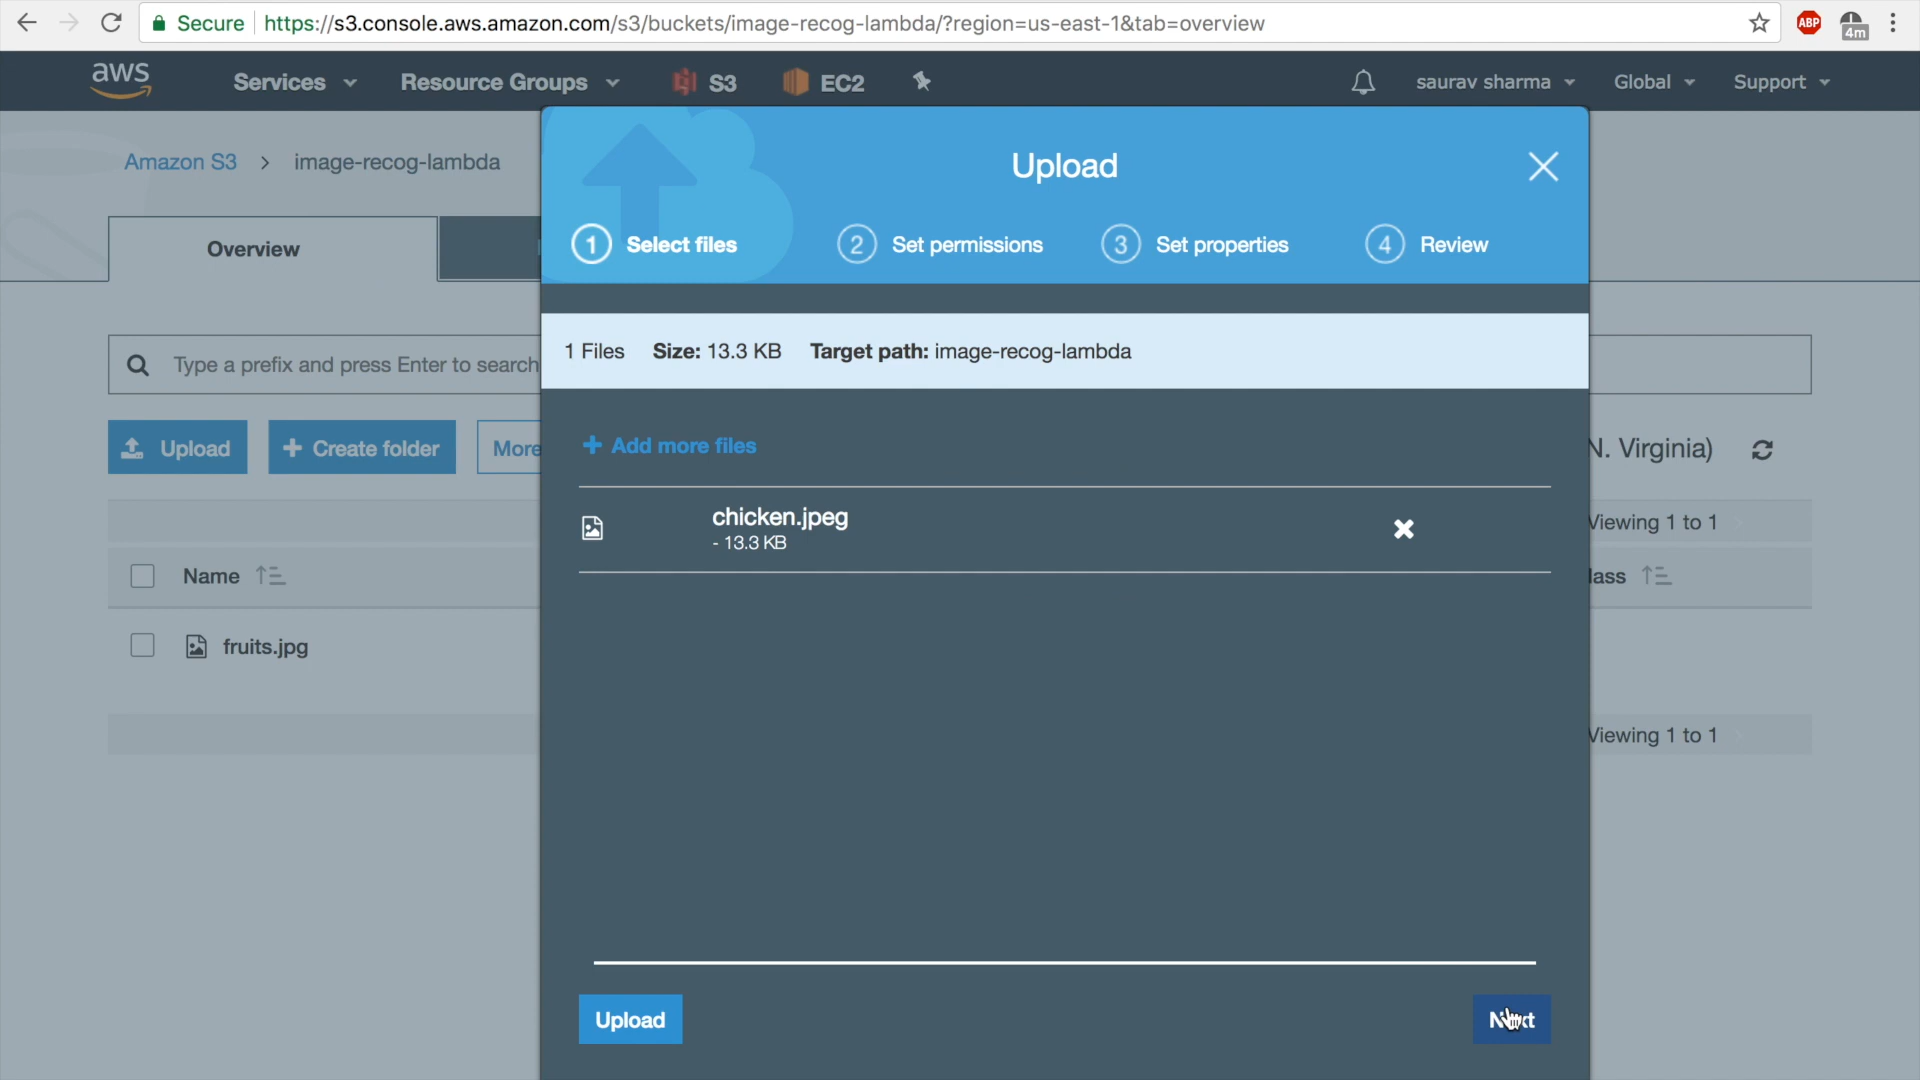 Secure https://s3.console.aws.amazon.com/s3/buckets/image-recog-lambda/?region=us-east-1&tab=overview ABP 4m
aws Services Resource Groups S3 EC2 saurav sharma Global Support
Amazon S3 > image-recog-lambda
Upload
1 Select files 2 Set permissions 3 Set properties 4 Review
Overview
1 Files Size: 13.3 KB Target path: image-recog-lambda
Type a prefix and press Enter to search
Upload Create folder More
+ Add more files
N. Virginia)
chicken.jpeg
- 13.3 KB
Viewing 1 to 1
Name
lass
fruits.jpg
Viewing 1 to 1
Upload
Next